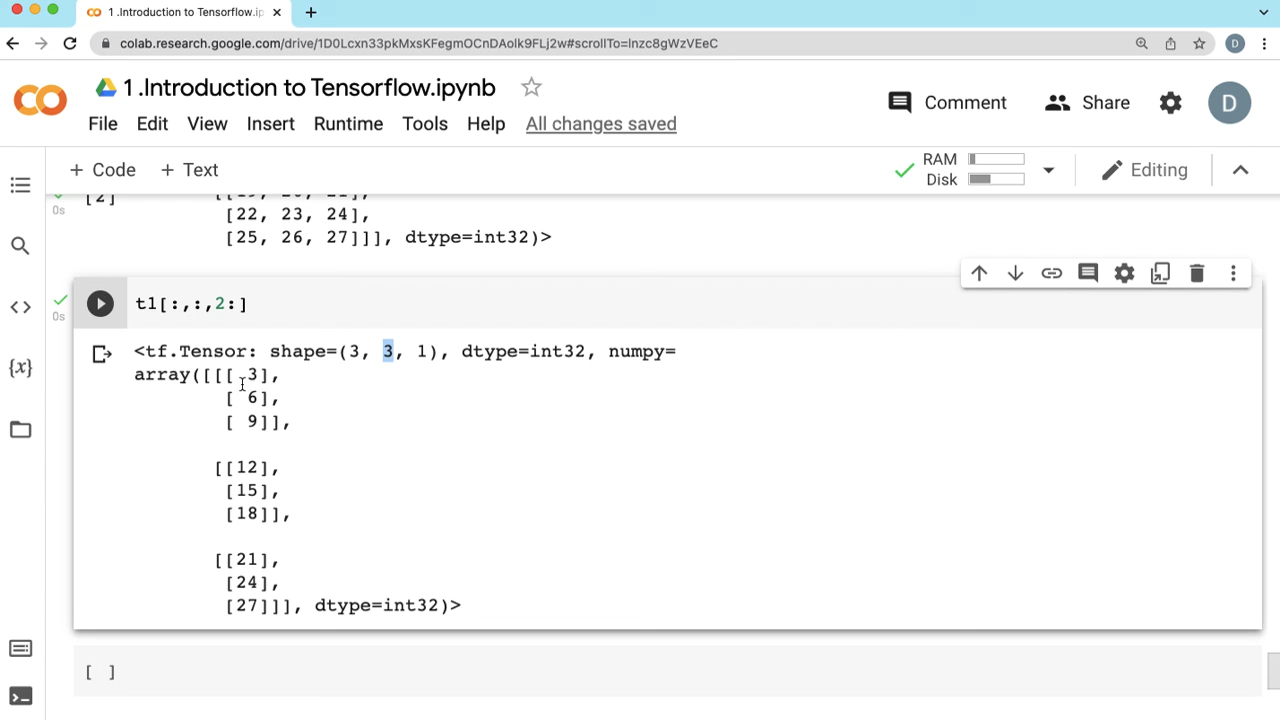 1 .Introduction to Tensorflow.ip
colab.research.google.com/drive/1D0Lcxn33pkMxsKFegmOCnDAolk9FLj2w#scrollTo=lnzc8gWzVEeC
D
1 .Introduction to Tensorflow.ipynb
Comment
Share
D
File Edit View Insert Runtime Tools Help All changes saved
+ Code + Text
RAM
Disk
Editing
[2]
0s
[22, 23, 24],
[25, 26, 27]]], dtype=int32)>
0s
t1[:,:,2:]
<tf.Tensor: shape=(3, 3, 1), dtype=int32, numpy=
array([[[ 3],
[ 6],
[ 9]],
[[12],
[15],
[18]],
[[21],
[24],
[27]]], dtype=int32)>
[ ]